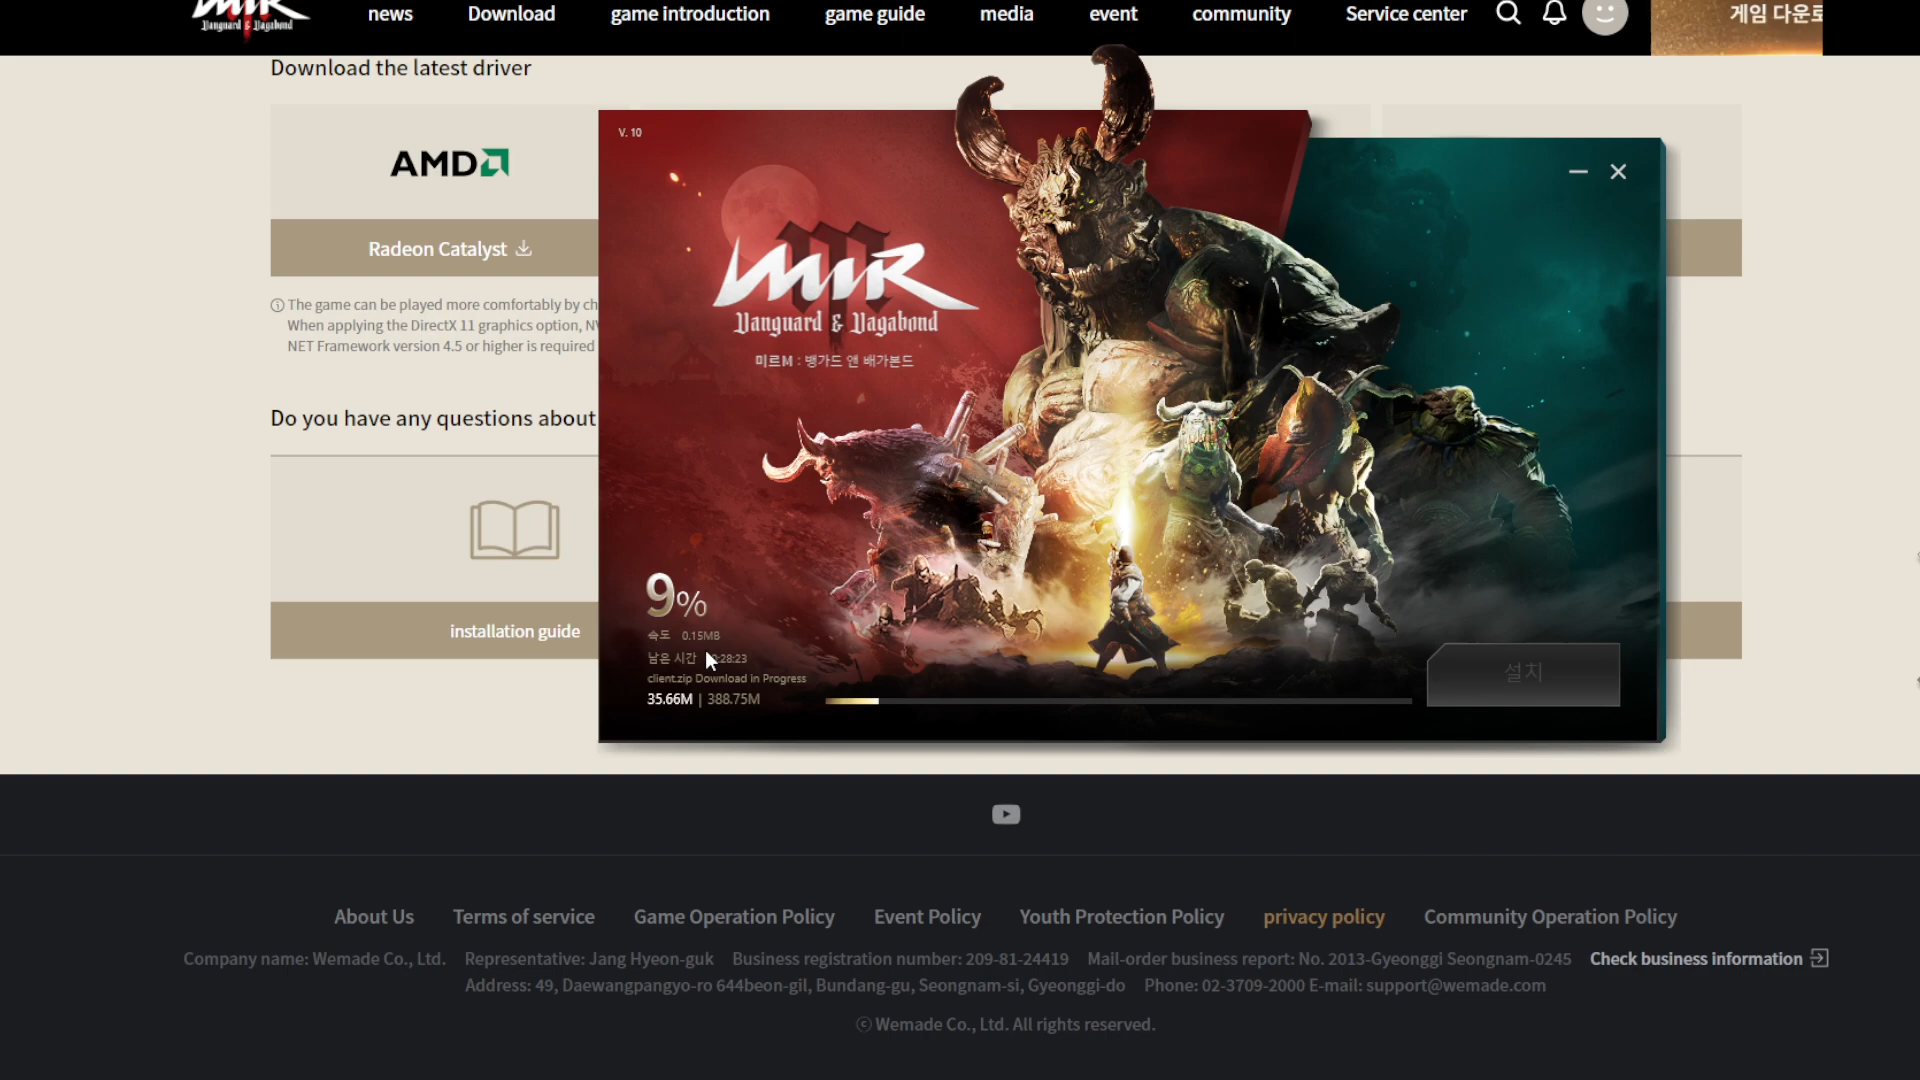 MIR
Vanguard & Vagabond
news
Download
game introduction
game guide
media
event
community
Service center
게임 다운로
Download the latest driver
AMD
Radeon Catalyst
The game can be played more comfortably by ch
When applying the DirectX 11 graphics option, NV
NET Framework version 4.5 or higher is required
Do you have any questions about
installation guide
V. 10
MIR
Vanguard & Vagabond
미르M : 뱅가드 앤 배가본드
9%
속도 0.15MB
남은 시간 :28:23
client.zip Download in Progress
35.66M | 388.75M
설치
About Us
Terms of service
Game Operation Policy
Event Policy
Youth Protection Policy
privacy policy
Community Operation Policy
Company name: Wemade Co., Ltd. Representative: Jang Hyeon-guk Business registration number: 209-81-24419 Mail-order business report: No. 2013-Gyeonggi Seongnam-0245 Check business information
Address: 49, Daewangpangyo-ro 644beon-gil, Bundang-gu, Seongnam-si, Gyeonggi-do Phone: 02-3709-2000 E-mail: support@wemade.com
ⓒ Wemade Co., Ltd. All rights reserved.